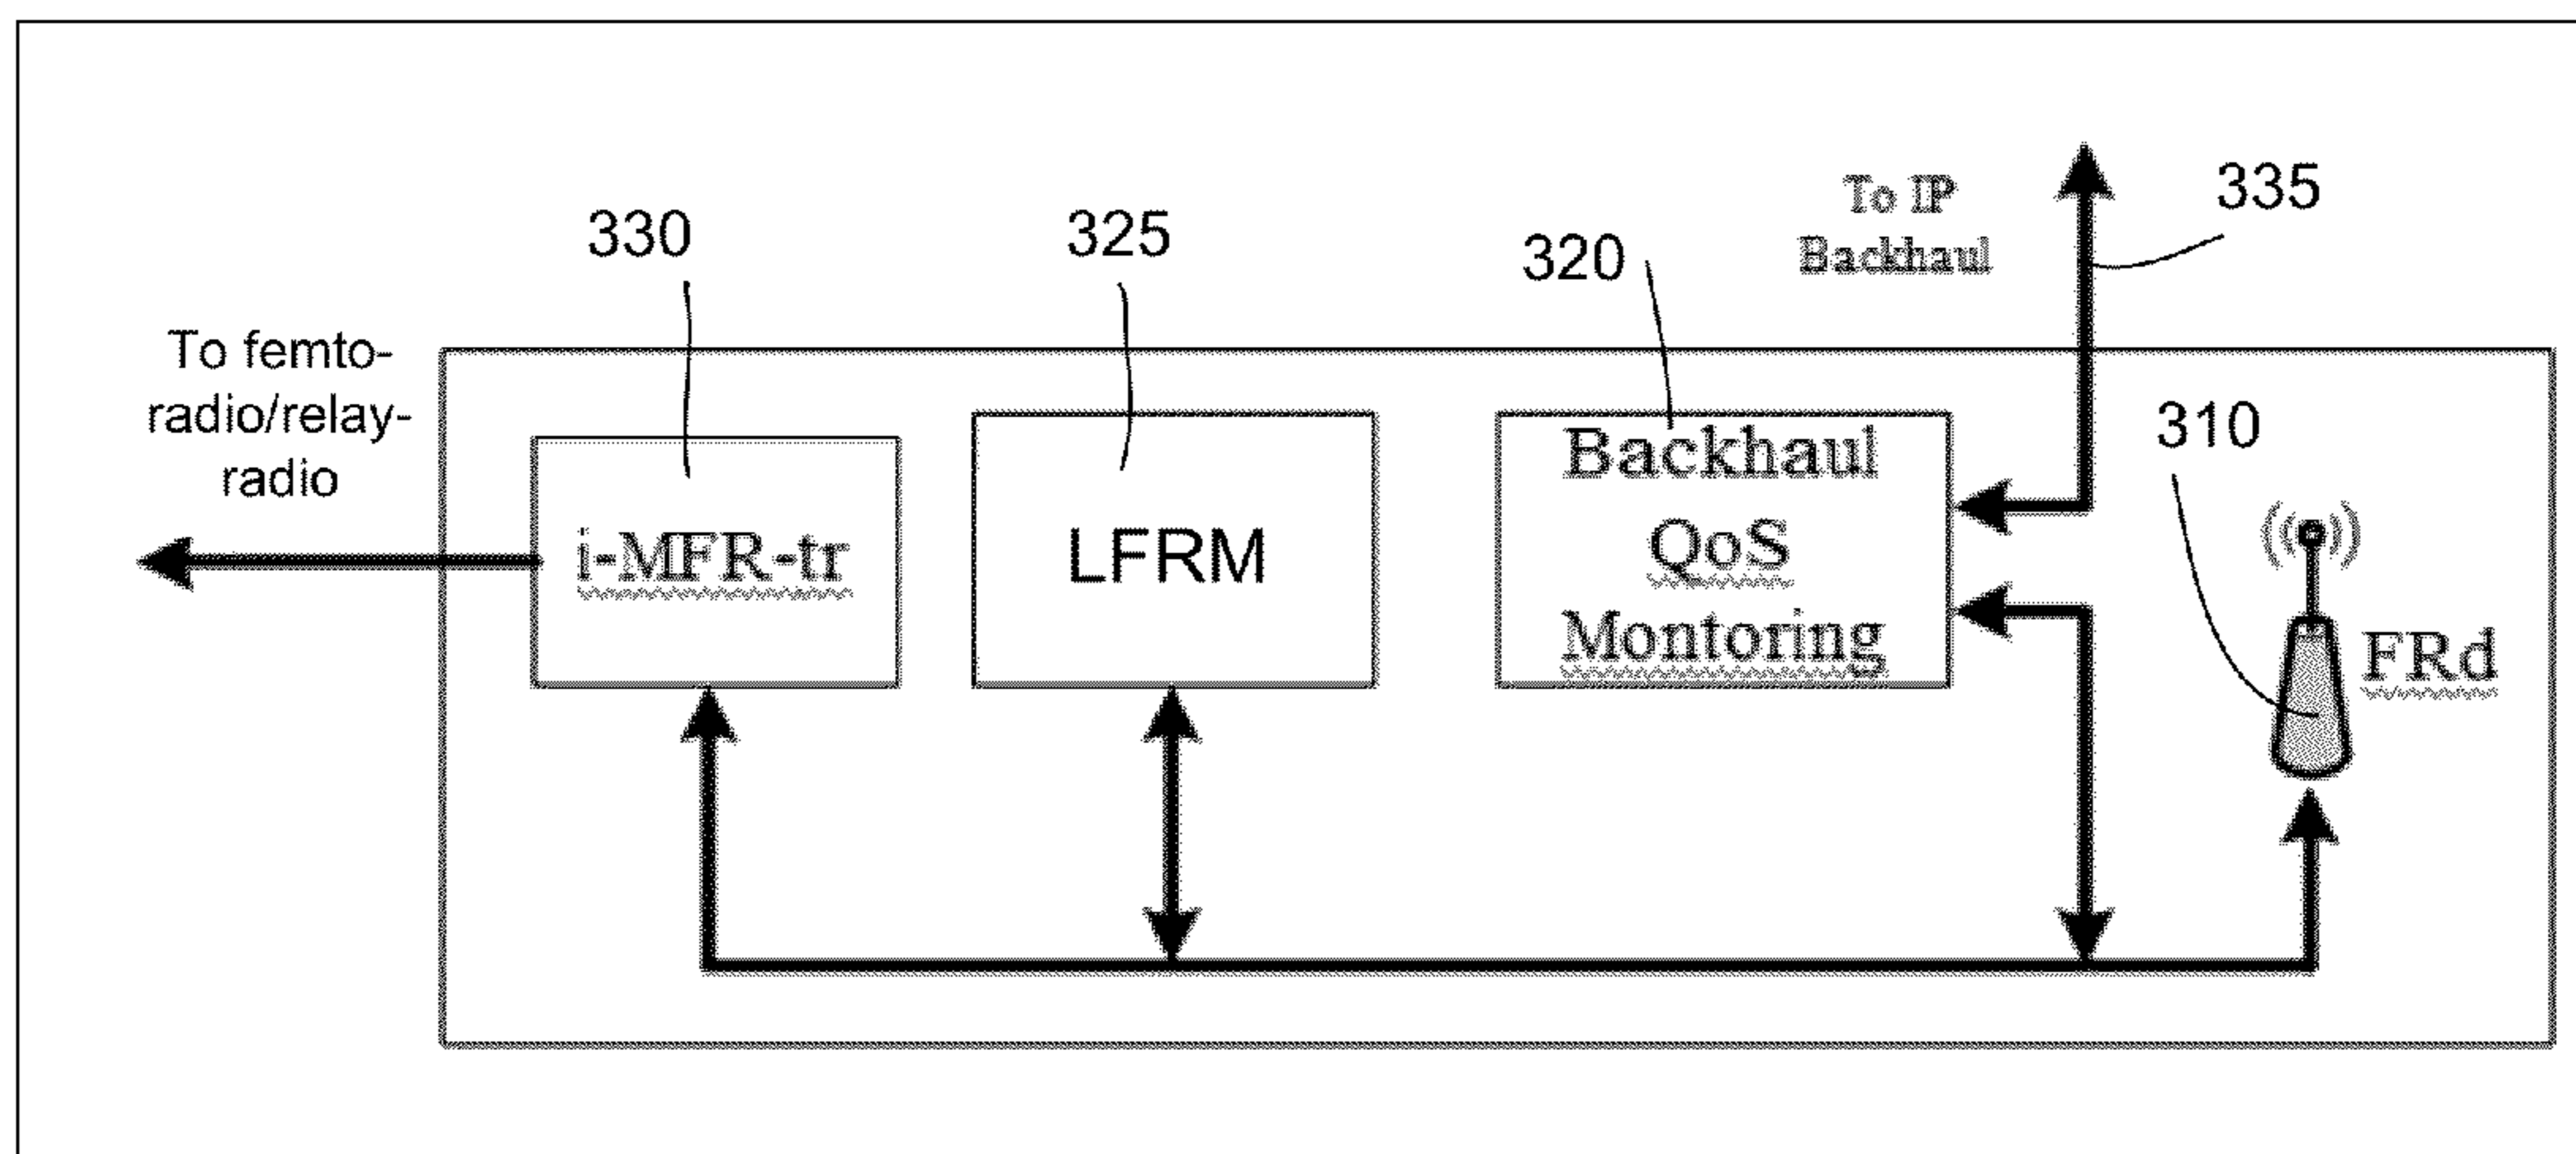 330
325
To IP
Backhaul
335
320
To femto-
radio/relay-
radio
310
i-MFR-tr
LFRM
Backhaul
QoS
Montoring
FRd